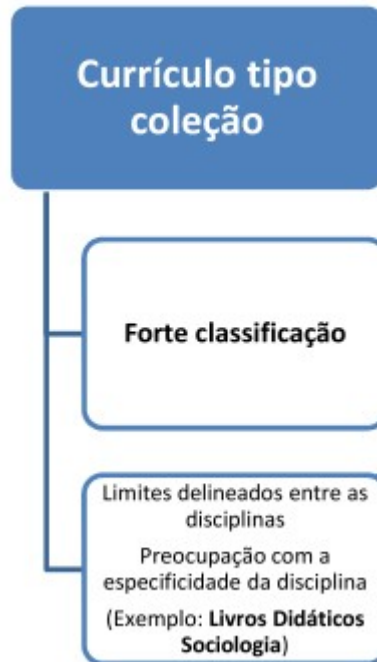 Currículo tipo
coleção
Forte classificação
Limites delineados entre as
disciplinas
Preocupação com a
especificidade da disciplina
(Exemplo: Livros Didáticos
Sociologia)